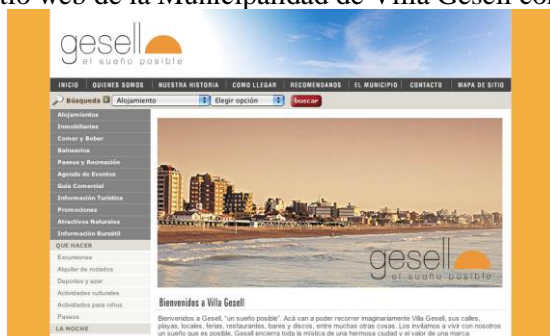 tio web de la Municipalidad de Villa Gesell co
gesell
el sueño posible
INICIO QUIENES SOMOS NUESTRA HISTORIA COMO LLEGAR RECOMENDANOS EL MUNICIPIO CONTACTO MAPA DE SITIO
Búsqueda Alojamiento Elegir opción buscar
Alojamientos
Inmobiliarias
Comer y Beber
Balnearios
Paseos y Recreación
Agenda de Eventos
Guía Comercial
Información Turística
Promociones
Atractivos Naturales
Información Bursátil
QUE HACER
Excursiones
Alquiler de rodados
Deportes y azar
Actividades culturales
Actividades para niños
Paseos
LA NOCHE
gesell
el sueño posible
Bienvenidos a Villa Gesell
Bienvenidos a Gesell, "un sueño posible". Acá van a poder recorrer imaginariamente Villa Gesell, sus calles,
playas, locales, ferias, restaurantes, bares y discos, entre muchas otras cosas. Los invitamos a vivir con nosotros
un sueño que es posible. Gesell encierra toda la mística de una hermosa ciudad y el valor de una marca.